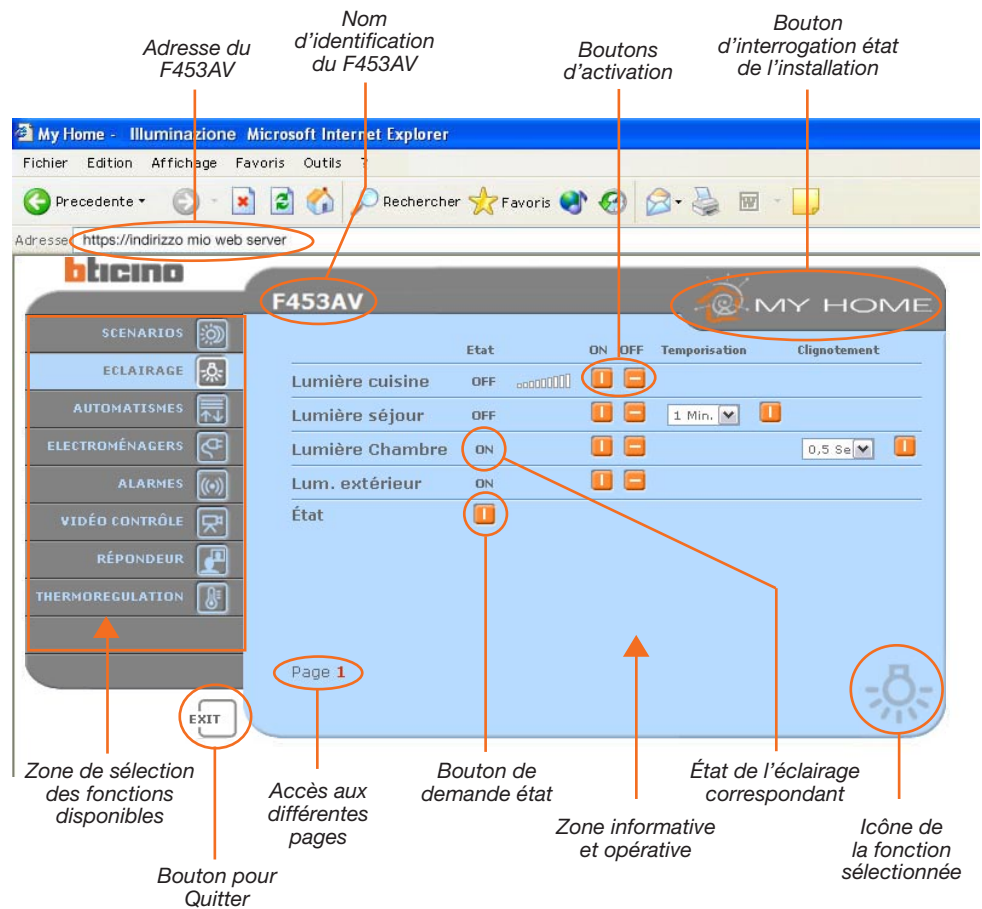 Adresse du
F453AV
Nom
d'identification
du F453AV
Boutons
d'activation
Bouton
d'interrogation état
de l'installation
My Home - Illuminazione Microsoft Internet Explorer
Fichier Edition Affichage Favoris Outils ?
Precedente Rechercher Favoris
Adresse https://indirizzo mio web server
bticino
F453AV
MY HOME
SCENARIOS
ECLAIRAGE
AUTOMATISMES
ELECTROMÉNAGERS
ALARMES
VIDÉO CONTRÔLE
RÉPONDEUR
THERMOREGULATION
Etat ON OFF Temporisation Clignotement
Lumière cuisine OFF
Lumière séjour OFF 1 Min.
Lumière Chambre ON 0,5 Se
Lum. extérieur ON
État
Page 1
EXIT
Zone de sélection
des fonctions
disponibles
Bouton pour
Quitter
Accès aux
différentes
pages
Bouton de
demande état
Zone informative
et opérative
État de l'éclairage
correspondant
Icône de
la fonction
sélectionnée